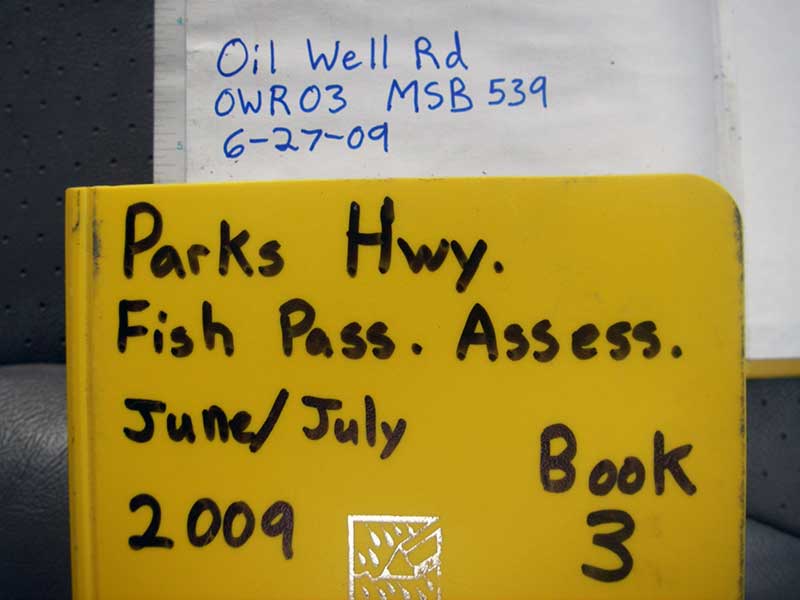 Oil Well Rd
OWR03 MSB 539
6-27-09
Parks Hwy.
Fish Pass. Assess.
June/July
2009
Book
3